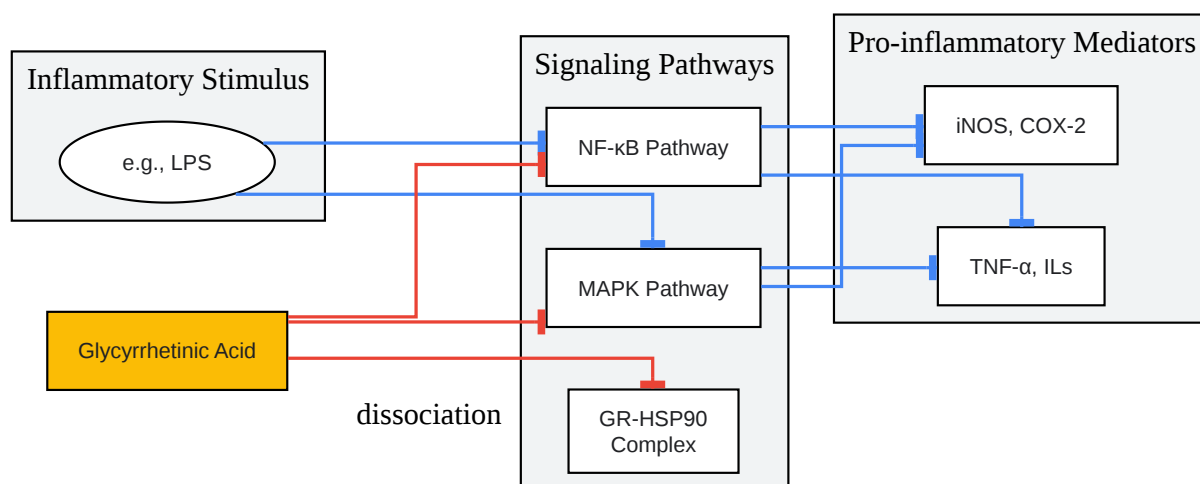 Inflammatory Stimulus
e.g., LPS
Glycyrrhetinic Acid
dissociation
Signaling Pathways
NF-κB Pathway
MAPK Pathway
GR-HSP90
Complex
Pro-inflammatory Mediators
iNOS, COX-2
TNF-α, ILs